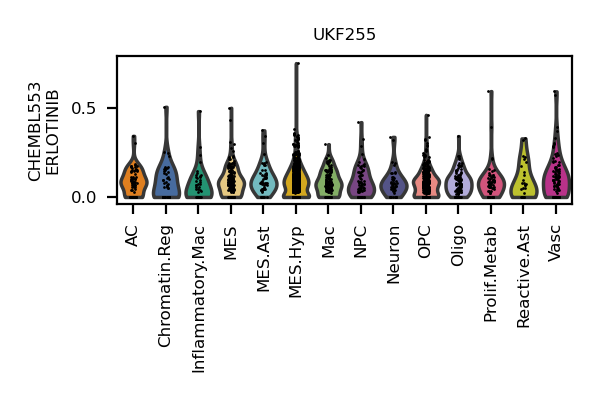 UKF255
CHEMBL553
ERLOTINIB
0.5
0.0
AC
Chromatin.Reg
Inflammatory.Mac
MES
MES.Ast
MES.Hyp
Mac
NPC
Neuron
OPC
Oligo
Prolif.Metab
Reactive.Ast
Vasc